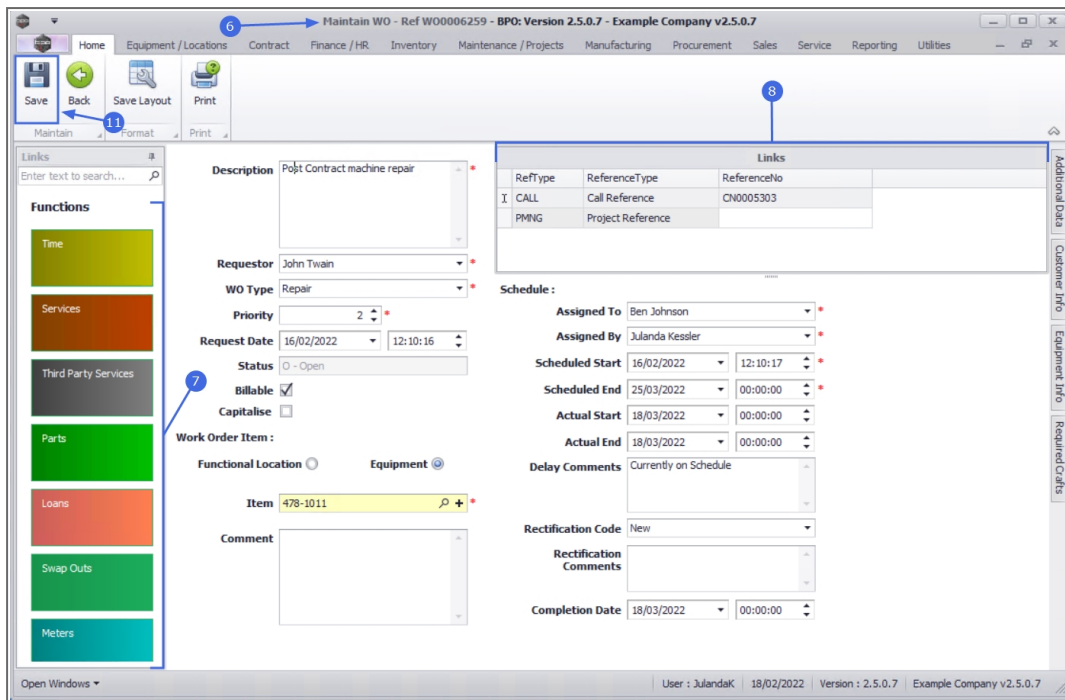 Maintain WO - Ref WO0006259 - BPO: Version 2.5.0.7 - Example Company v2.5.0.7
6
Home Equipment / Locations Contract Finance / HR Inventory Maintenance / Projects Manufacturing Procurement Sales Service Reporting Utilities
Save Back Save Layout Print
11
8
Maintain Format Print
Links
Enter text to search...
Functions
Time
Services
Third Party Services
7
Parts
Loans
Swap Outs
Meters
Description Post Contract machine repair *
Requestor John Twain *
WO Type Repair *
Priority 2 *
Request Date 16/02/2022 12:10:16
Status O - Open
Billable
Capitalise
Work Order Item :
Functional Location Equipment
Item 478-1011 *
Comment
Links
RefType ReferenceType ReferenceNo
CALL Call Reference CN0005303
PMNG Project Reference
Schedule :
Assigned To Ben Johnson *
Assigned By Julanda Kessler *
Scheduled Start 16/02/2022 12:10:17 *
Scheduled End 25/03/2022 00:00:00 *
Actual Start 18/03/2022 00:00:00
Actual End 18/03/2022 00:00:00
Delay Comments Currently on Schedule
Rectification Code New
Rectification
Comments
Completion Date 18/03/2022 00:00:00
Additional Data
Customer Info
Equipment Info
Required Crafts
Open Windows User : JulandaK 18/02/2022 Version : 2.5.0.7 Example Company v2.5.0.7